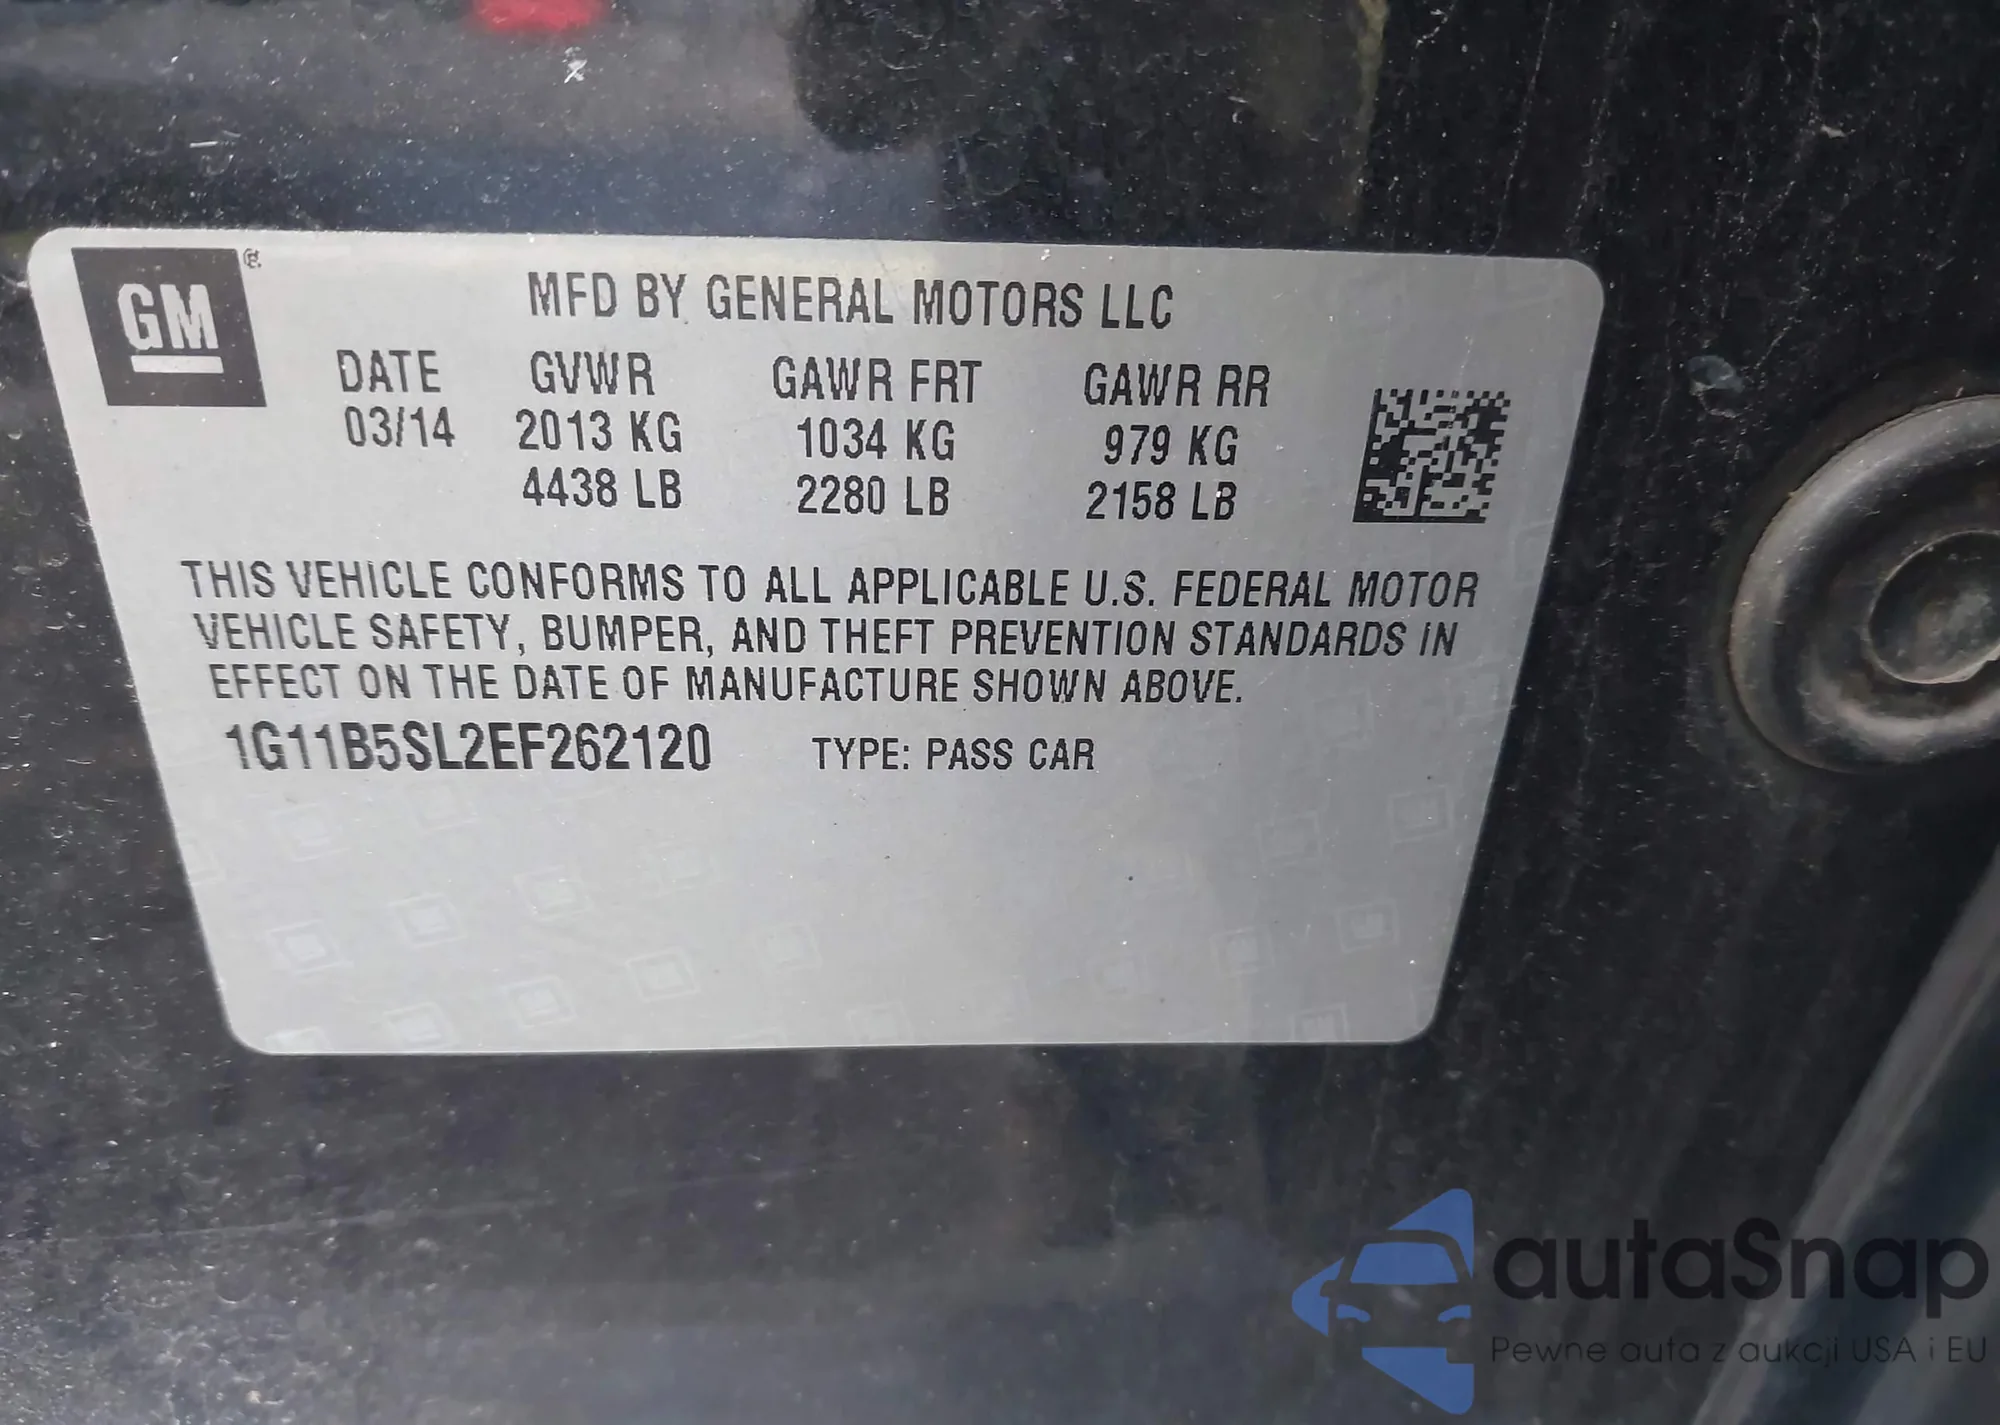 GM ®
MFD BY GENERAL MOTORS LLC
DATE GVWR GAWR FRT GAWR RR
03/14 2013 KG 1034 KG 979 KG
4438 LB 2280 LB 2158 LB
THIS VEHICLE CONFORMS TO ALL APPLICABLE U.S. FEDERAL MOTOR
VEHICLE SAFETY, BUMPER, AND THEFT PREVENTION STANDARDS IN
EFFECT ON THE DATE OF MANUFACTURE SHOWN ABOVE.
1G11B5SL2EF262120 TYPE: PASS CAR
autaSnap
Pewne auta z aukcji USA i EU